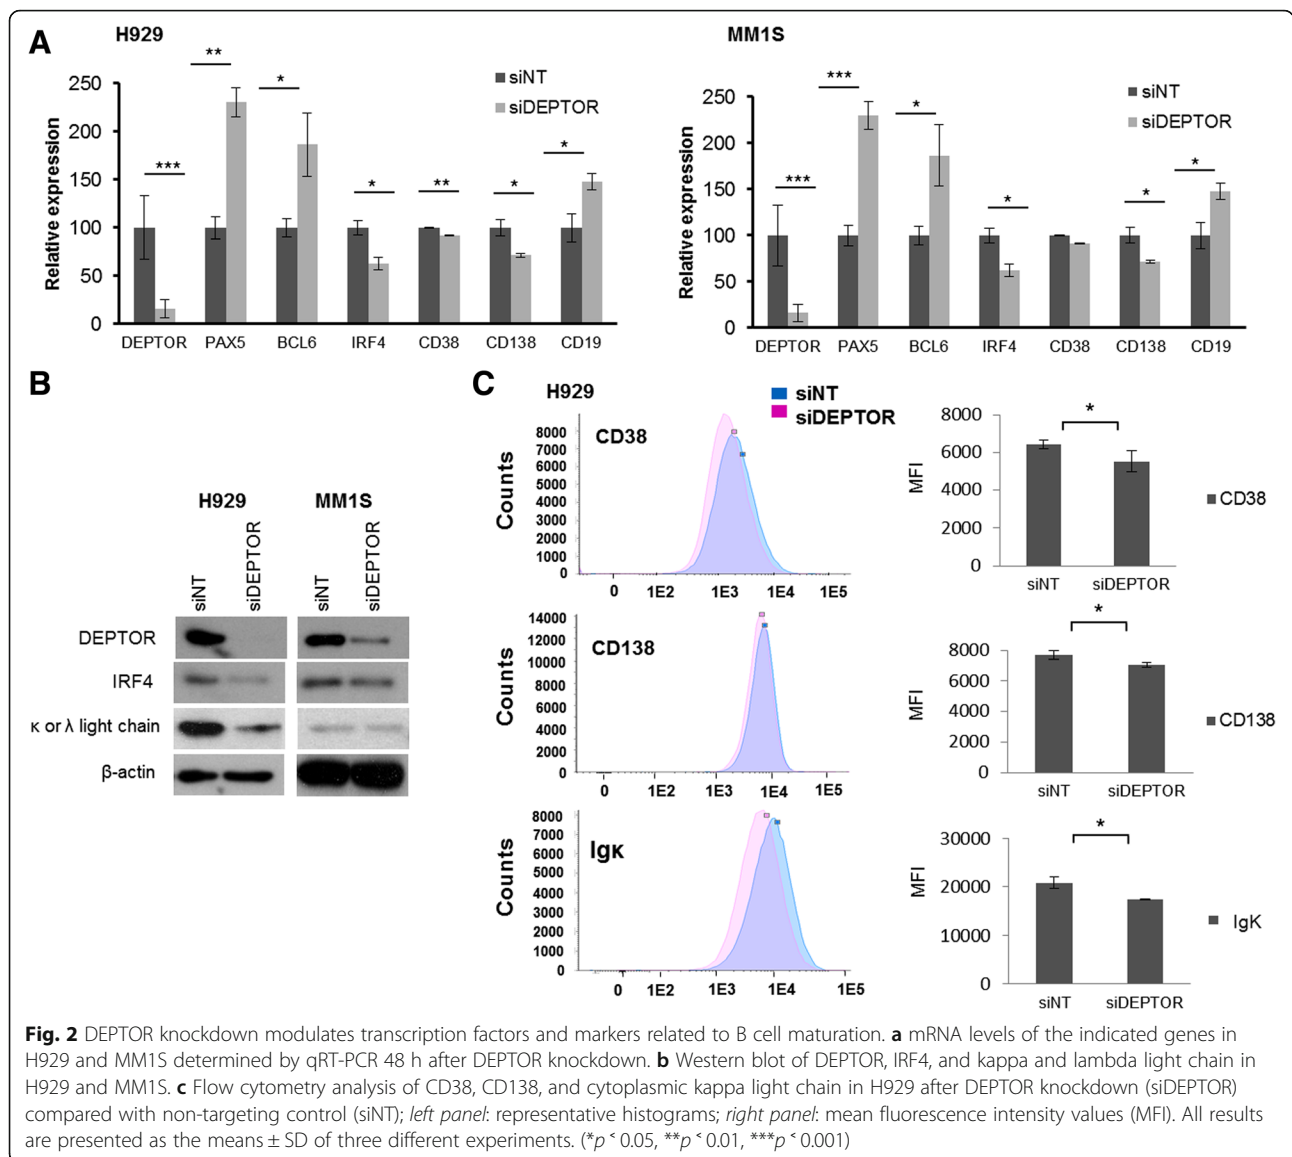 A
H929
MM1S
** * *** * ** * *
siNT
siDEPTOR
Relative expression
250
200
150
100
50
0
DEPTOR PAX5 BCL6 IRF4 CD38 CD138 CD19
*** * *** * * *
siNT
siDEPTOR
Relative expression
250
200
150
100
50
0
DEPTOR PAX5 BCL6 IRF4 CD38 CD138 CD19
B
H929 MM1S
siNT siDEPTOR siNT siDEPTOR
DEPTOR
IRF4
κ or λ light chain
β-actin
C
H929
siNT
siDEPTOR
CD38
Counts
8000
7000
6000
5000
4000
3000
2000
1000
0
0 1E2 1E3 1E4 1E5
MFI
8000
6000
4000
2000
0
*
siNT siDEPTOR
CD38
CD138
Counts
14000
12000
10000
8000
6000
4000
2000
0
0 1E2 1E3 1E4 1E5
MFI
8000
6000
4000
2000
0
*
siNT siDEPTOR
CD138
Igκ
Counts
8000
7000
6000
5000
4000
3000
2000
1000
0
0 1E2 1E3 1E4 1E5
MFI
30000
20000
10000
0
*
siNT siDEPTOR
IgK
Fig. 2 DEPTOR knockdown modulates transcription factors and markers related to B cell maturation. a mRNA levels of the indicated genes in
H929 and MM1S determined by qRT-PCR 48 h after DEPTOR knockdown. b Western blot of DEPTOR, IRF4, and kappa and lambda light chain in
H929 and MM1S. c Flow cytometry analysis of CD38, CD138, and cytoplasmic kappa light chain in H929 after DEPTOR knockdown (siDEPTOR)
compared with non-targeting control (siNT); left panel: representative histograms; right panel: mean fluorescence intensity values (MFI). All results
are presented as the means ± SD of three different experiments. (*p < 0.05, **p < 0.01, ***p < 0.001)